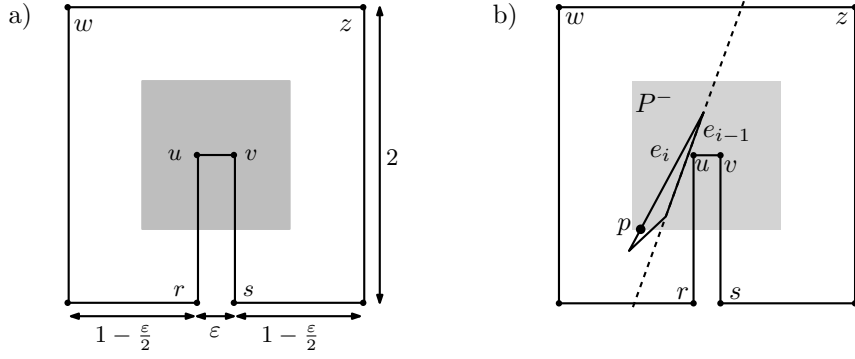 a)
w
z
u
v
2
r
s
1 − ε/2
ε
1 − ε/2
b)
w
z
P⁻
e_{i−1}
e_i
u
v
p
r
s